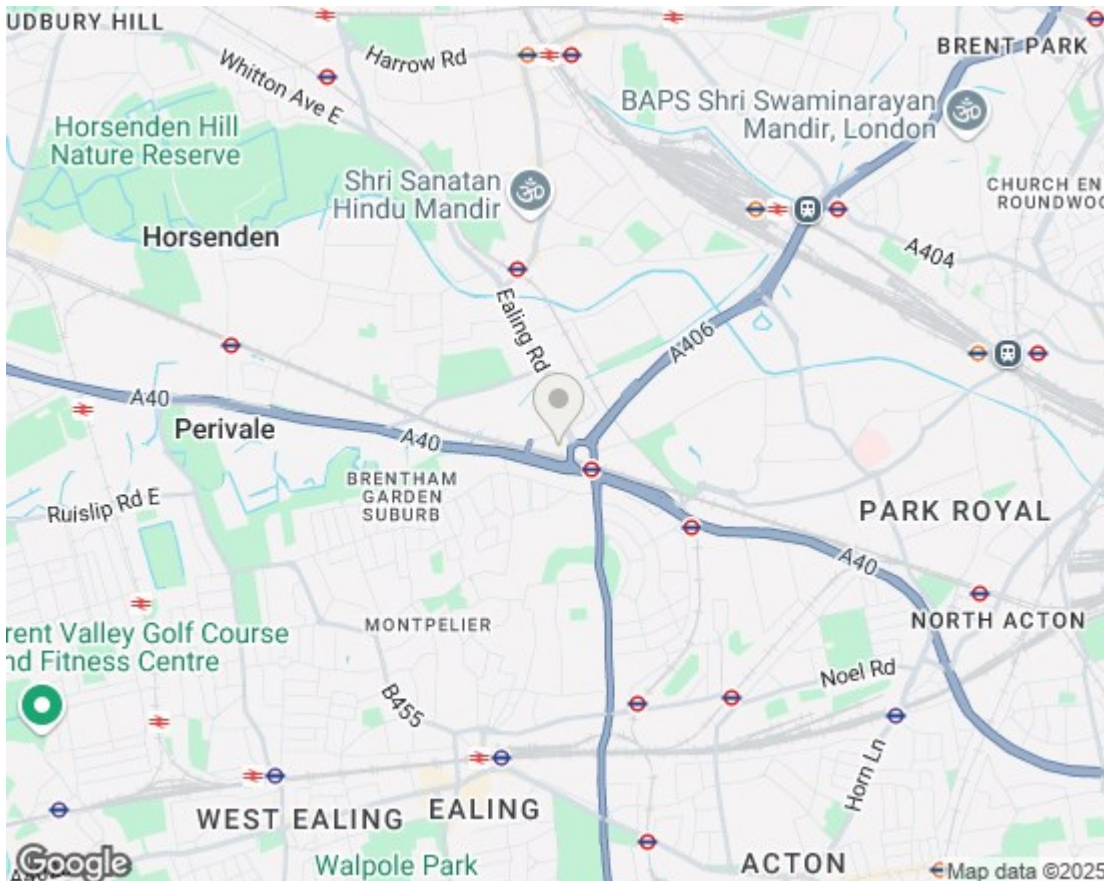 UDBURY HILL
Harrow Rd
BRENT PARK
Whitton Ave E
BAPS Shri Swaminarayan
Mandir, London
Horsenden Hill
Nature Reserve
Shri Sanatan
Hindu Mandir
CHURCH EN
ROUNDWOO
Horsenden
A404
Ealing Rd
A406
A40
Perivale
A40
BRENTHAM
GARDEN
SUBURB
Ruislip Rd E
PARK ROYAL
A40
MONTPELIER
NORTH ACTON
rent Valley Golf Course
nd Fitness Centre
Noel Rd
B455
Horn Ln
WEST EALING
EALING
Walpole Park
ACTON
Google
Map data ©2025